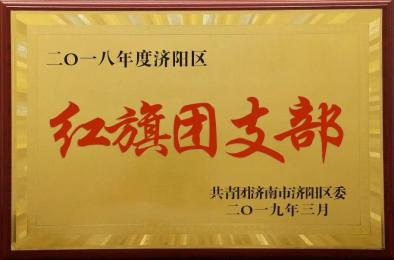 二〇一八年度济阳区
红旗团支部
共青团济南市济阳区委
二〇一九年三月